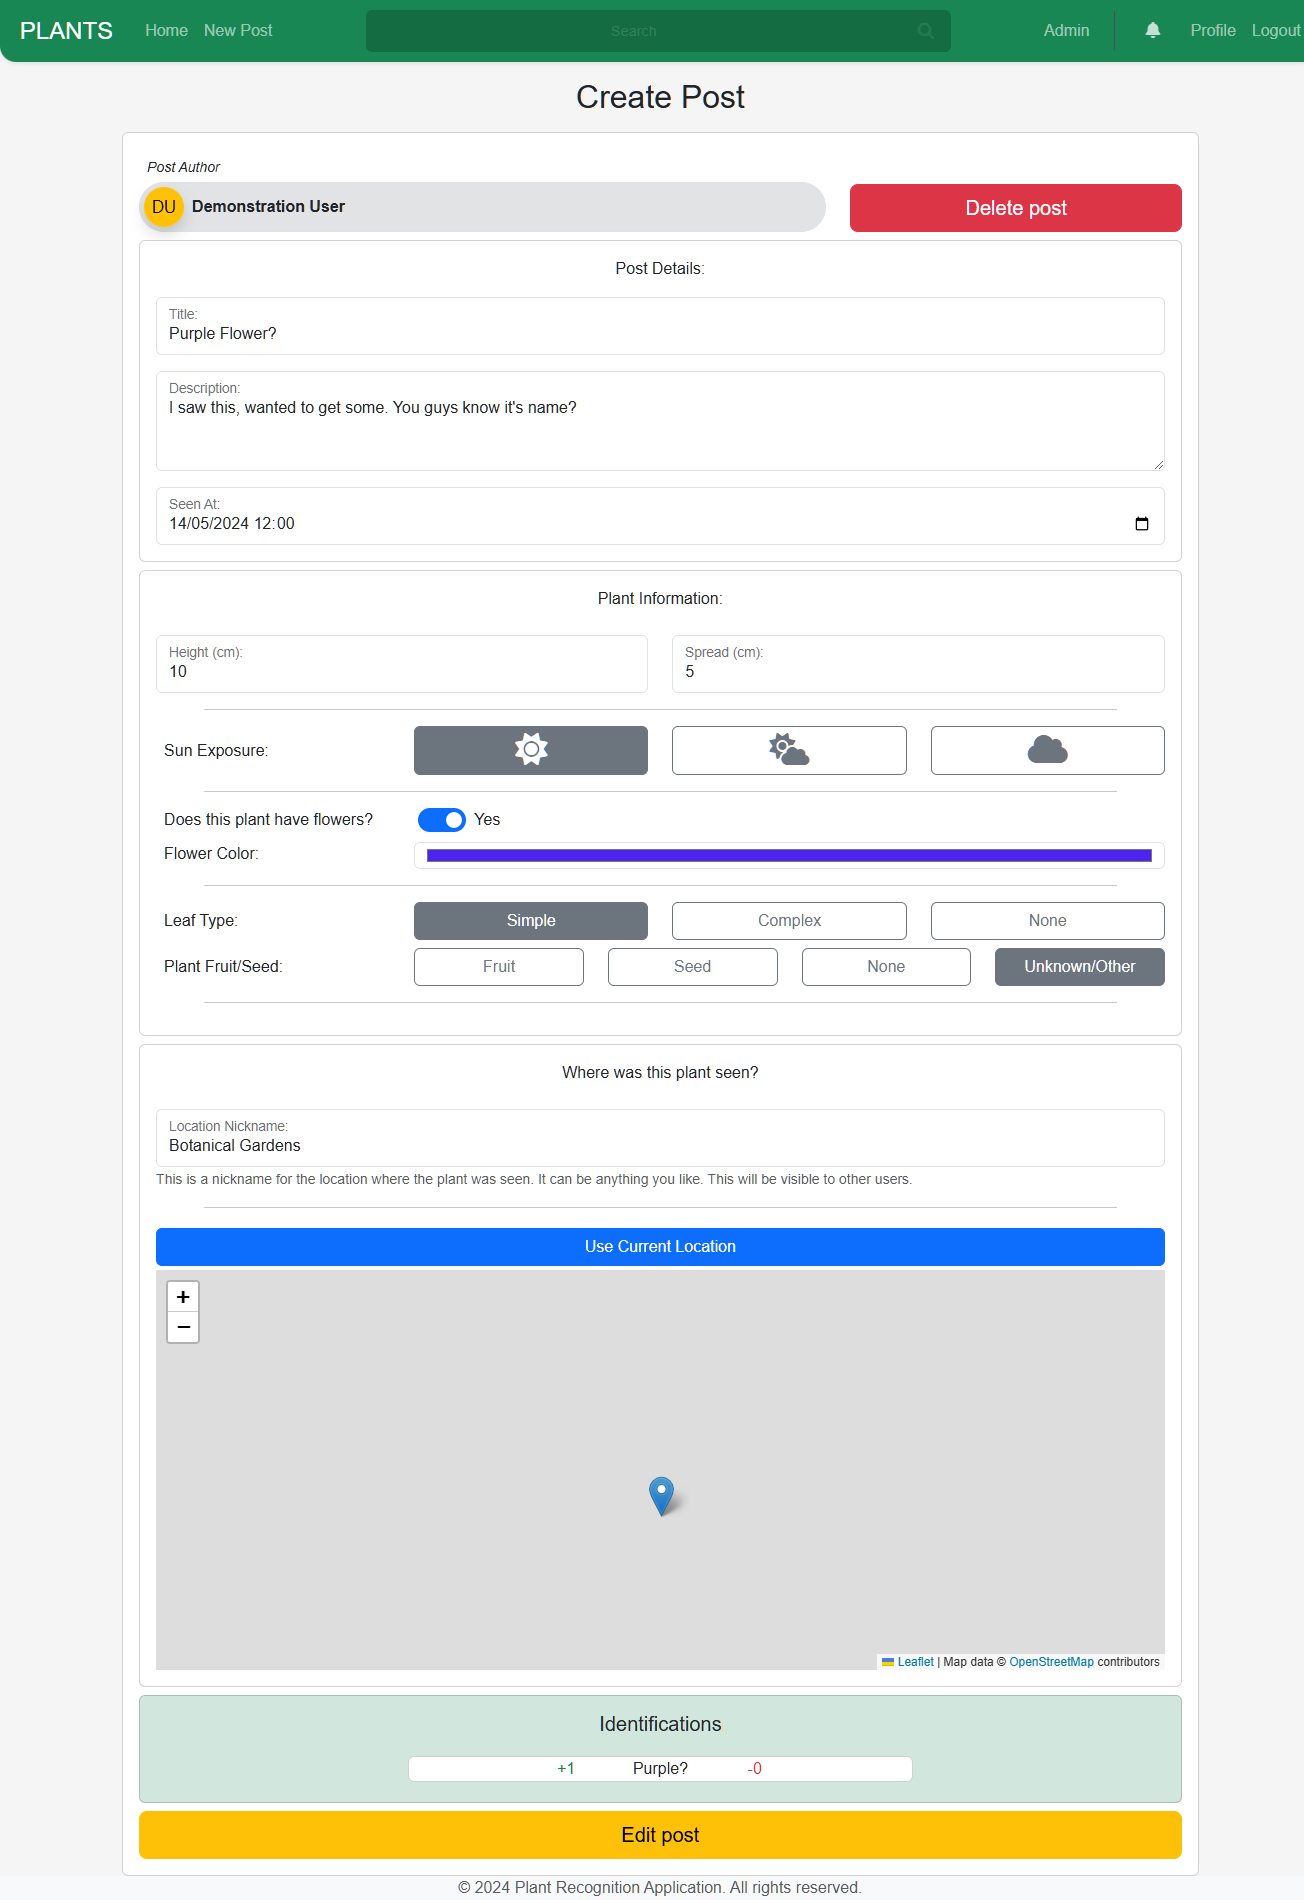 PLANTS Home New Post Search Admin Profile Logout
Create Post
Post Author
DU Demonstration User Delete post
Post Details:
Title:
Purple Flower?
Description:
I saw this, wanted to get some. You guys know it's name?
Seen At:
14/05/2024 12:00
Plant Information:
Height (cm): Spread (cm):
10 5
Sun Exposure:
Does this plant have flowers? Yes
Flower Color:
Leaf Type: Simple Complex None
Plant Fruit/Seed: Fruit Seed None Unknown/Other
Where was this plant seen?
Location Nickname:
Botanical Gardens
This is a nickname for the location where the plant was seen. It can be anything you like. This will be visible to other users.
Use Current Location
+
−
Leaflet | Map data © OpenStreetMap contributors
Identifications
+1 Purple? -0
Edit post
© 2024 Plant Recognition Application. All rights reserved.